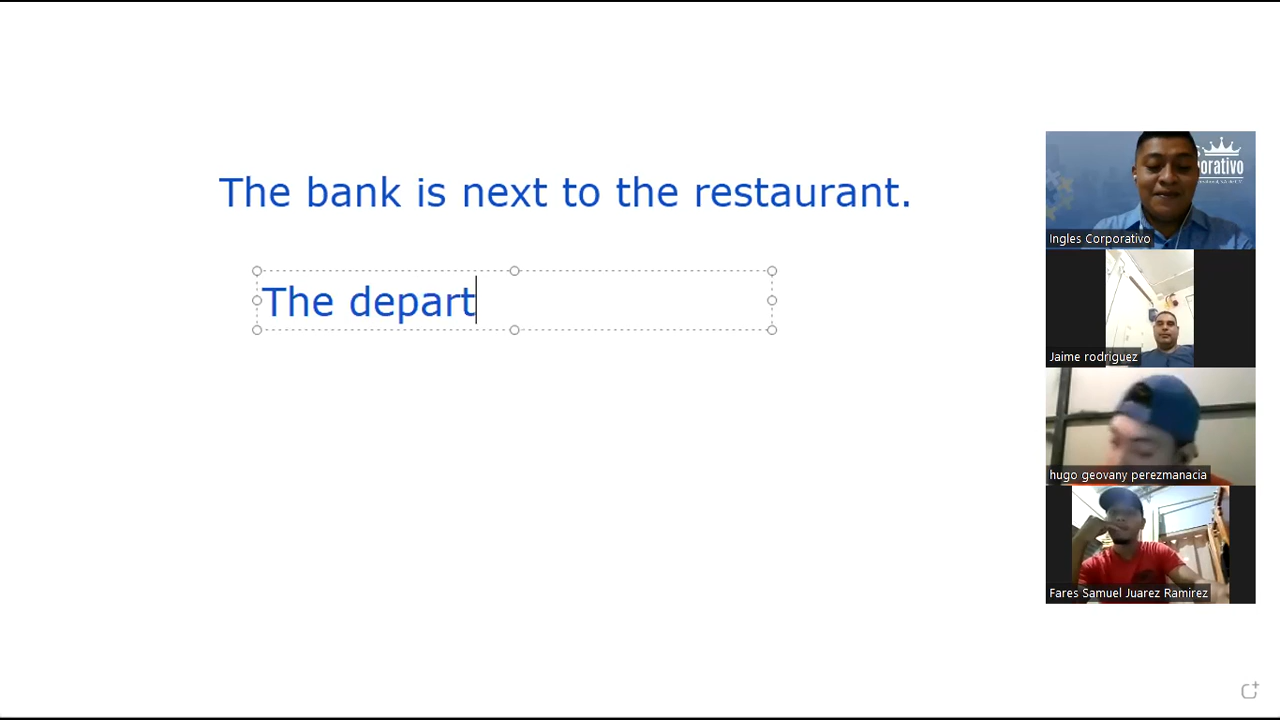 The bank is next to the restaurant.
The depart
orativo
Ingles Corporativo
Jaime rodriguez
hugo geovany perezmanacia
Fares Samuel Juarez Ramirez